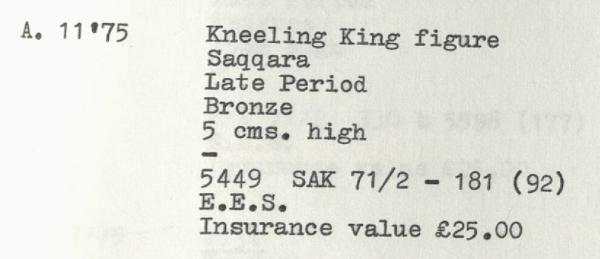 A. 11'75 Kneeling King figure
Saqqara
Late Period
Bronze
5 cms. high
5449 SAK 71/2 - 181 (92)
E.E.S.
Insurance value £25.00